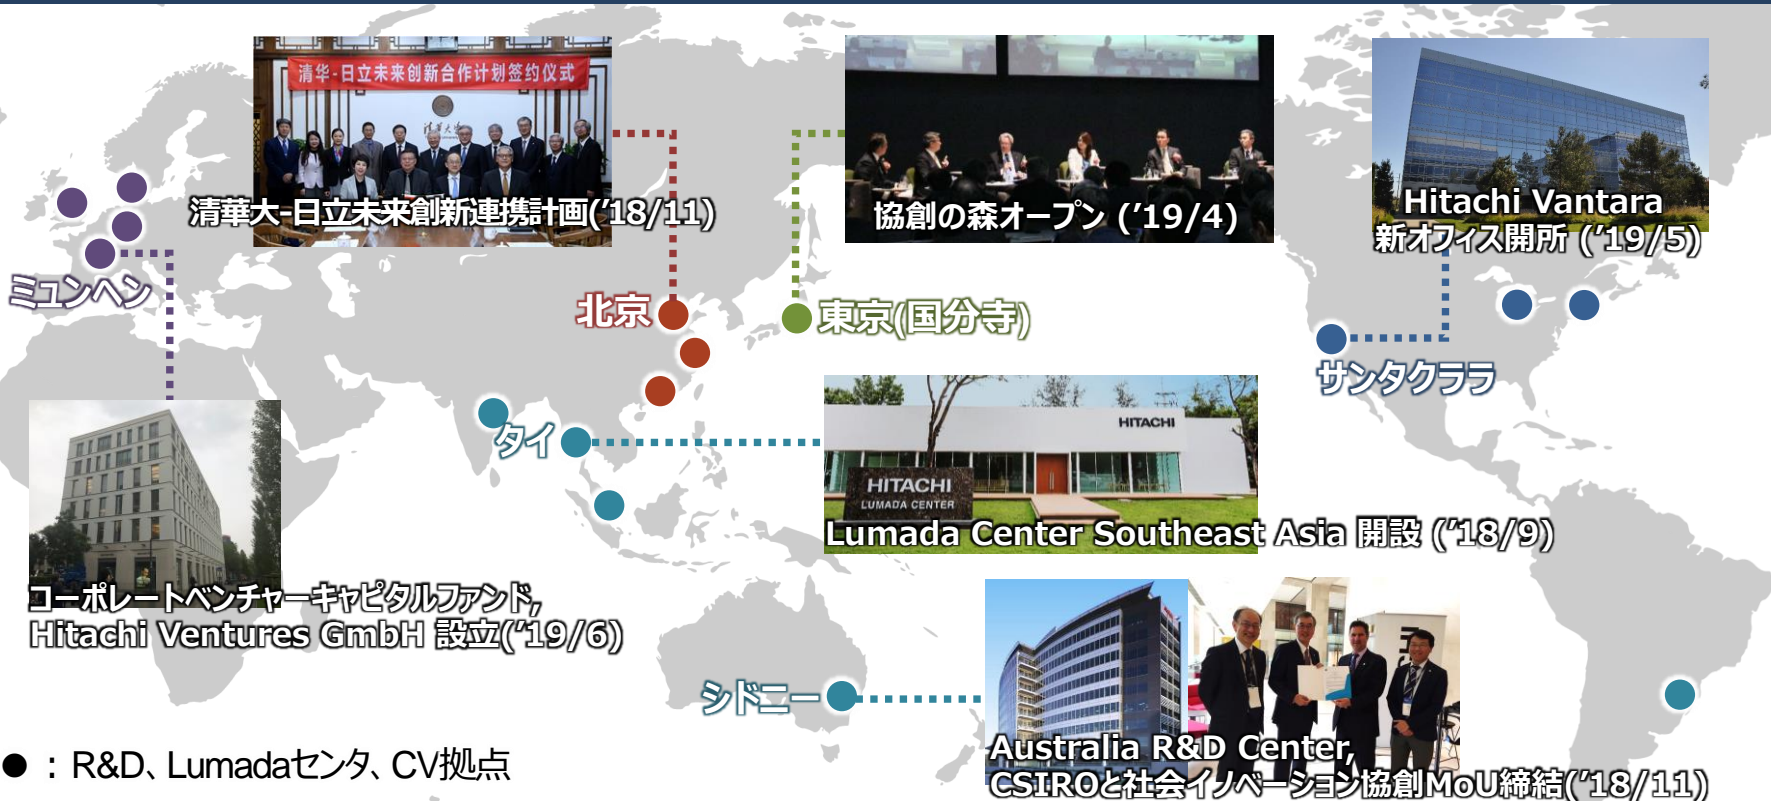 清华-日立未来创新合作计划签约仪式
清華大学
清華大-日立未来創新連携計画(’18/11)
協創の森オープン (’19/4)
Hitachi Vantara
新オフィス開所 (’19/5)
ミュンヘン
北京
東京(国分寺)
サンタクララ
タイ
HITACHI
HITACHI
LUMADA CENTER
Lumada Center Southeast Asia 開設 (’18/9)
コーポレートベンチャーキャピタルファンド,
Hitachi Ventures GmbH 設立(’19/6)
シドニー
Australia R&D Center,
CSIROと社会イノベーション協創MoU締結(’18/11)
● : R&D、Lumadaセンタ、CV拠点